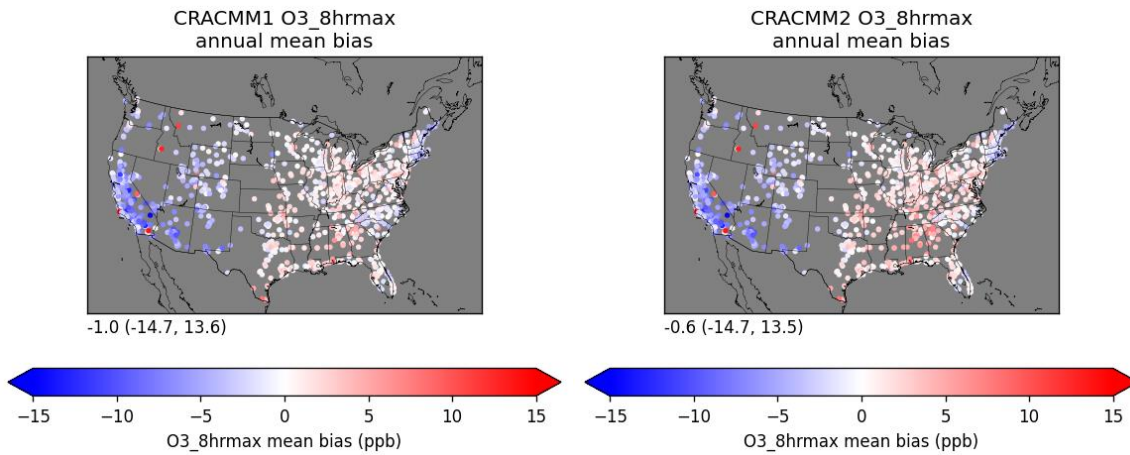 CRACMM1 O3_8hrmax
annual mean bias
-1.0 (-14.7, 13.6)
−15 −10 −5 0 5 10 15
O3_8hrmax mean bias (ppb)
CRACMM2 O3_8hrmax
annual mean bias
-0.6 (-14.7, 13.5)
−15 −10 −5 0 5 10 15
O3_8hrmax mean bias (ppb)